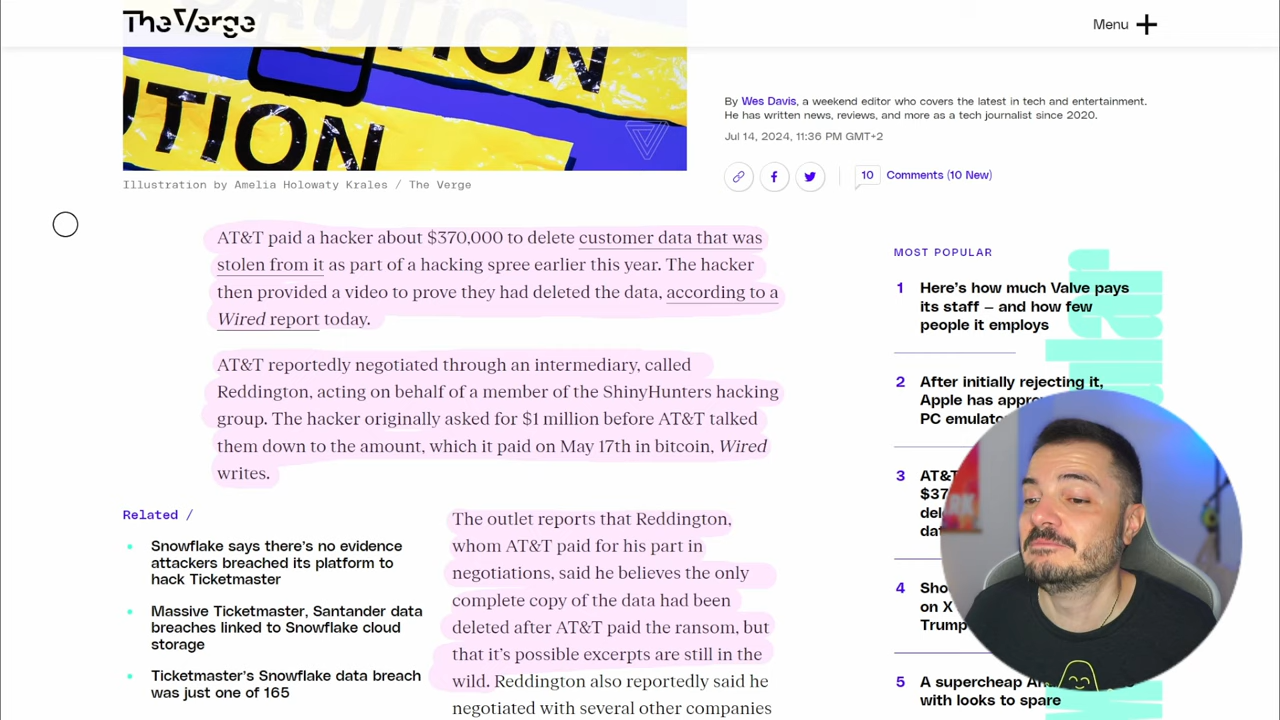 The Verge
Menu
CAUTION
UTION
By Wes Davis, a weekend editor who covers the latest in tech and entertainment.
He has written news, reviews, and more as a tech journalist since 2020.
Jul 14, 2024, 11:36 PM GMT+2
10 Comments (10 New)
Illustration by Amelia Holowaty Krales / The Verge
AT&T paid a hacker about $370,000 to delete customer data that was
stolen from it as part of a hacking spree earlier this year. The hacker
then provided a video to prove they had deleted the data, according to a
Wired report today.
AT&T reportedly negotiated through an intermediary, called
Reddington, acting on behalf of a member of the ShinyHunters hacking
group. The hacker originally asked for $1 million before AT&T talked
them down to the amount, which it paid on May 17th in bitcoin, Wired
writes.
Related /
Snowflake says there's no evidence
attackers breached its platform to
hack Ticketmaster
Massive Ticketmaster, Santander data
breaches linked to Snowflake cloud
storage
Ticketmaster's Snowflake data breach
was just one of 165
The outlet reports that Reddington,
whom AT&T paid for his part in
negotiations, said he believes the only
complete copy of the data had been
deleted after AT&T paid the ransom, but
that it's possible excerpts are still in the
wild. Reddington also reportedly said he
negotiated with several other companies
MOST POPULAR
1 Here's how much Valve pays
its staff — and how few
people it employs
2 After initially rejecting it,
Apple has appro
PC emulato
3 AT&T
$37
del
dat
4 Sho
on X
Trump
5 A supercheap An
with looks to spare